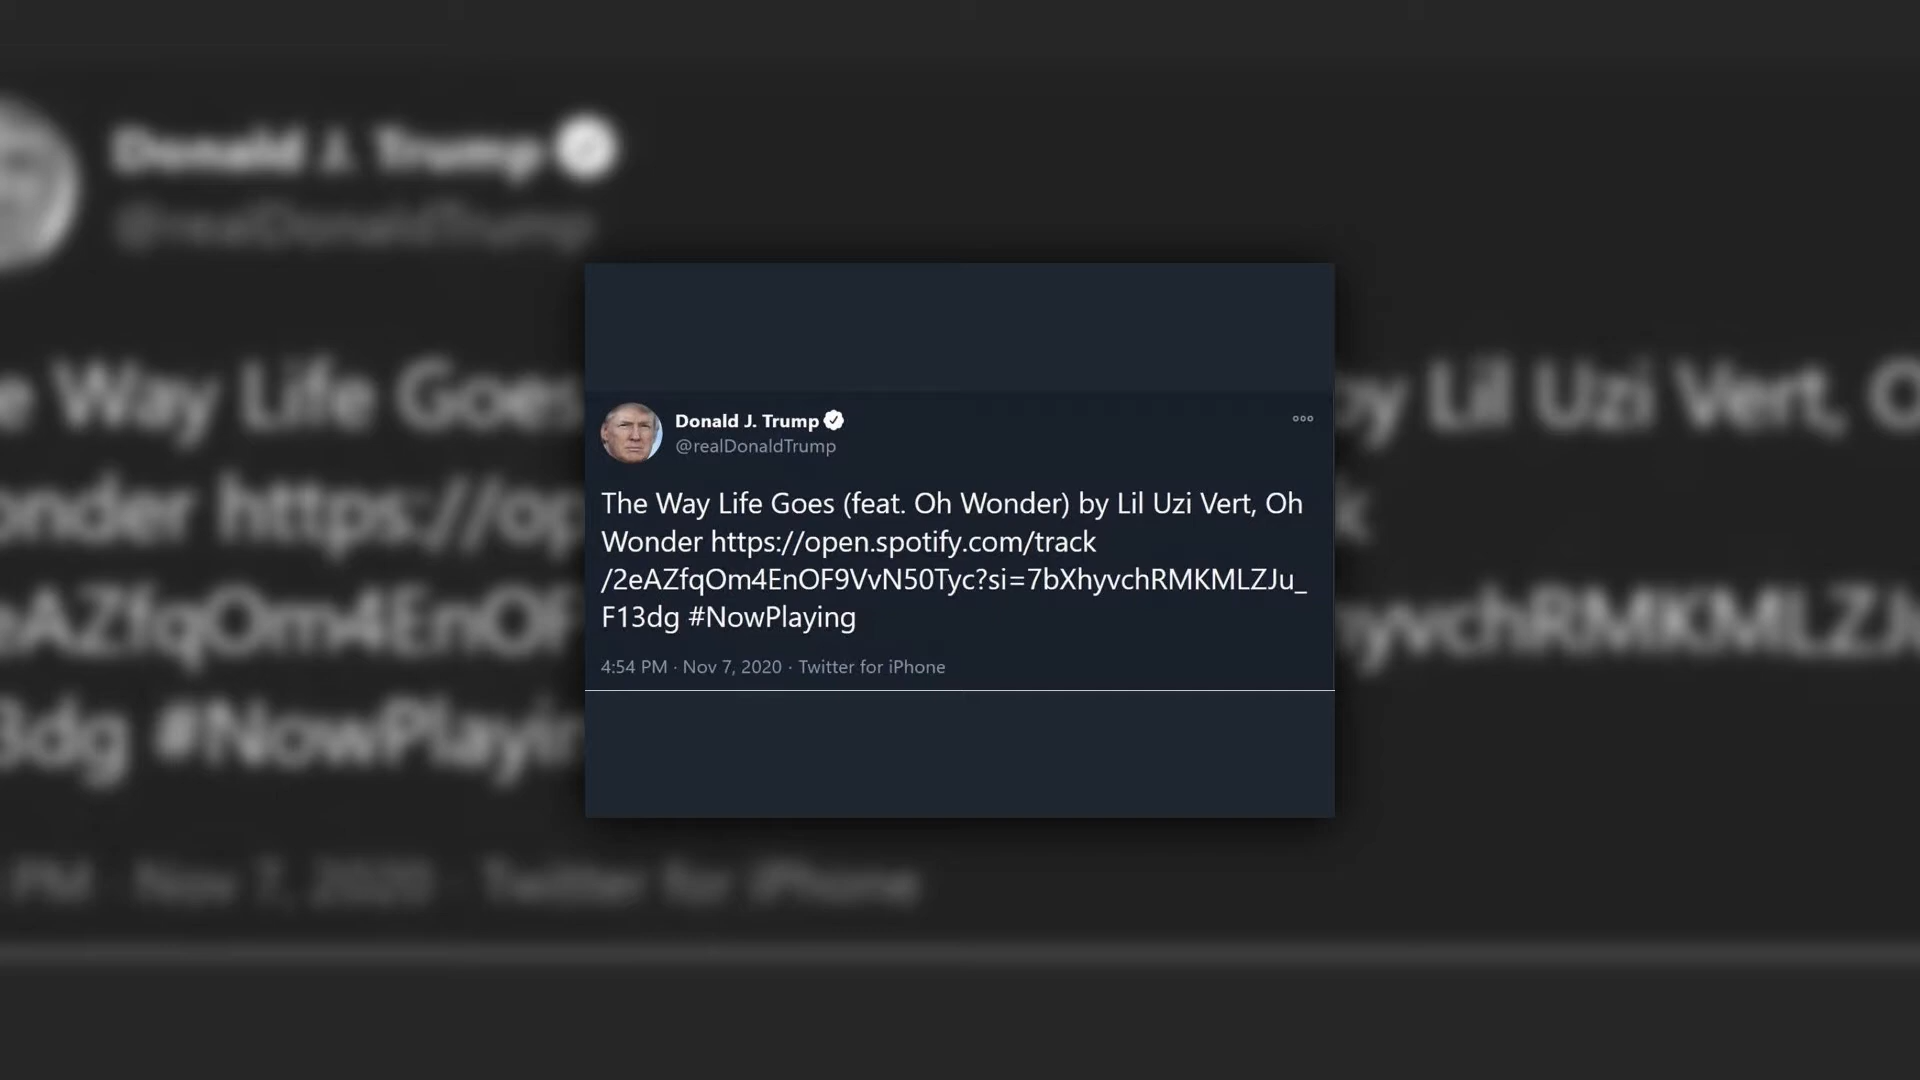 Donald J. Trump
@realDonaldTrump
The Way Life Goes (feat. Oh Wonder) by Lil Uzi Vert, Oh
Wonder https://open.spotify.com/track
/2eAZfqOm4EnOF9VvN50Tyc?si=7bXhyvchRMKMLZJu_
F13dg #NowPlaying
4:54 PM · Nov 7, 2020 · Twitter for iPhone